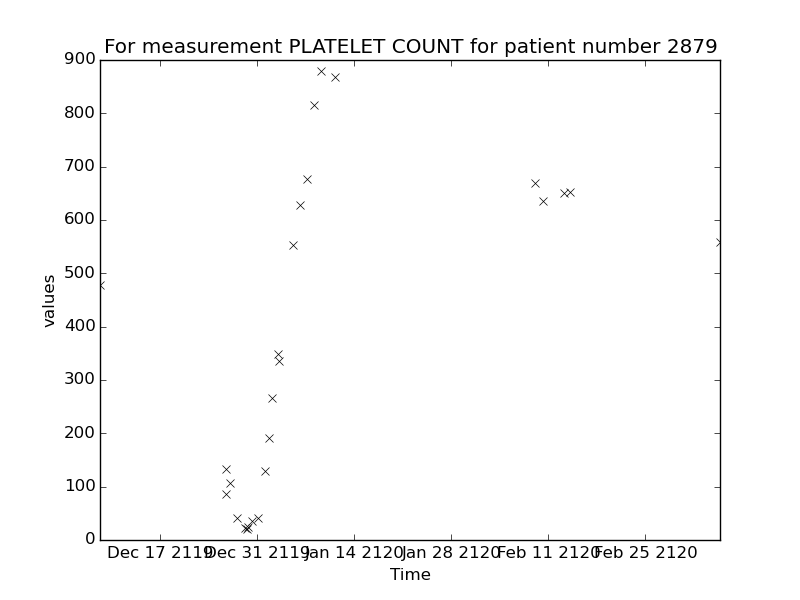 For measurement PLATELET COUNT for patient number 2879
900
800
700
600
500
400
300
200
100
0
values
Dec 17 2119 Dec 31 2119 Jan 14 2120 Jan 28 2120 Feb 11 2120 Feb 25 2120
Time